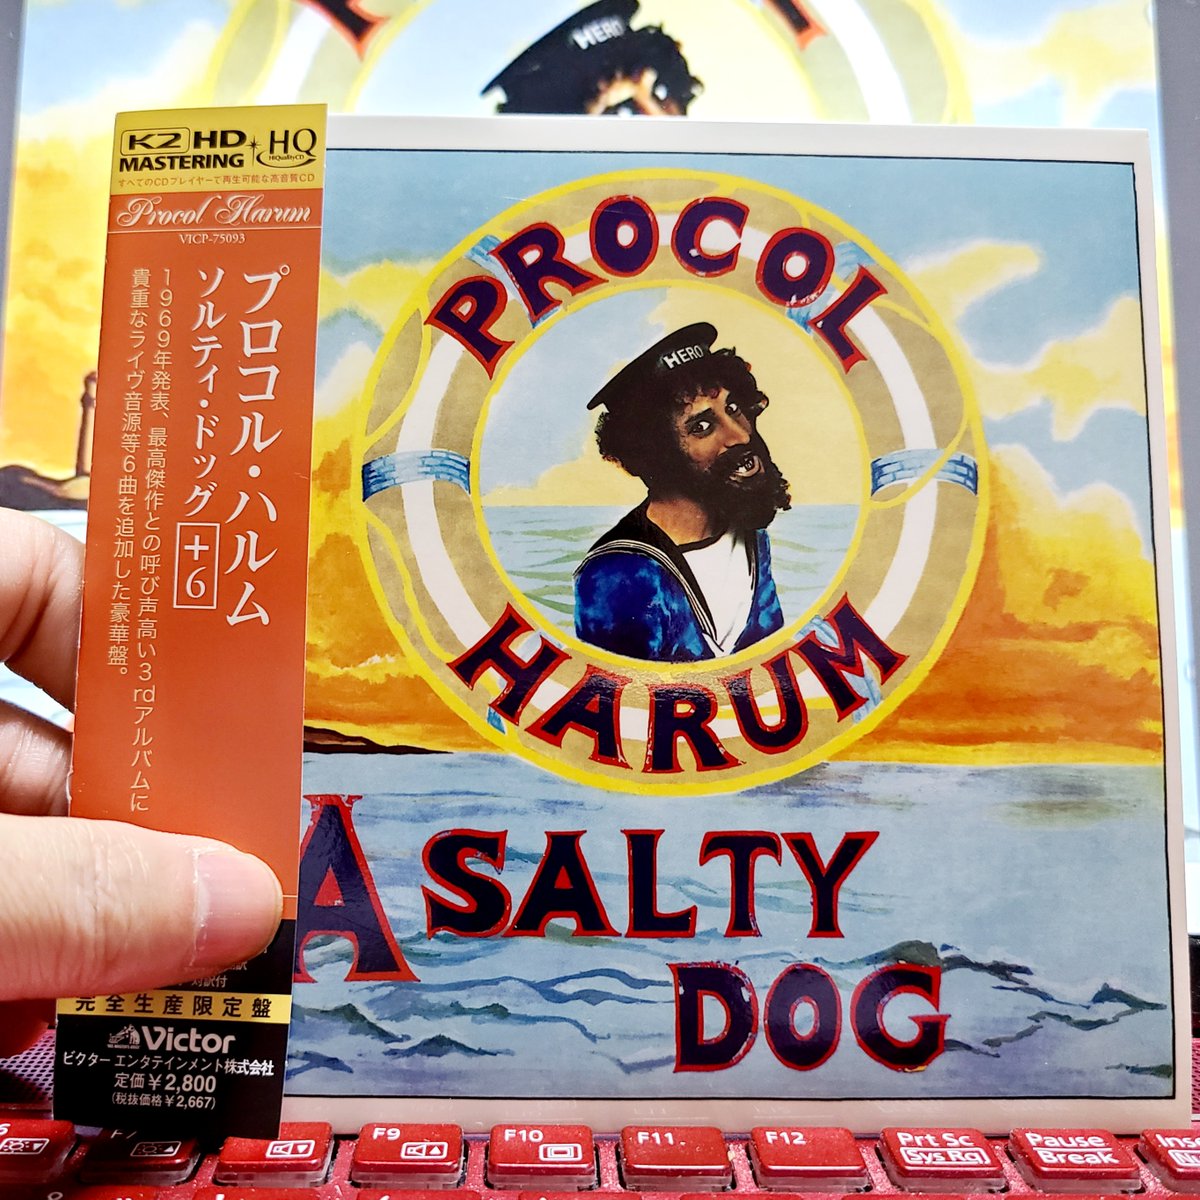 HERO
K2 HD
MASTERING
HQ
HiQualityCD
すべてのCDプレイヤーで再生可能な高音質CD
Procol Harum
VICP-75093
プロコル・ハルム
ソルティ・ドッグ+6
1969年発表、最高傑作との呼び声高い3rdアルバムに
貴重なライヴ音源等6曲を追加した豪華盤。
対訳付
完全生産限定盤
Victor
ビクター エンタテインメント株式会社
定価¥2,800
(税抜価格¥2,667)
PROCOL
HERO
HARUM
A SALTY
DOG
F7
F9
F10
F11
F12
Prt Sc
Sys Rq
Pause
Break
8